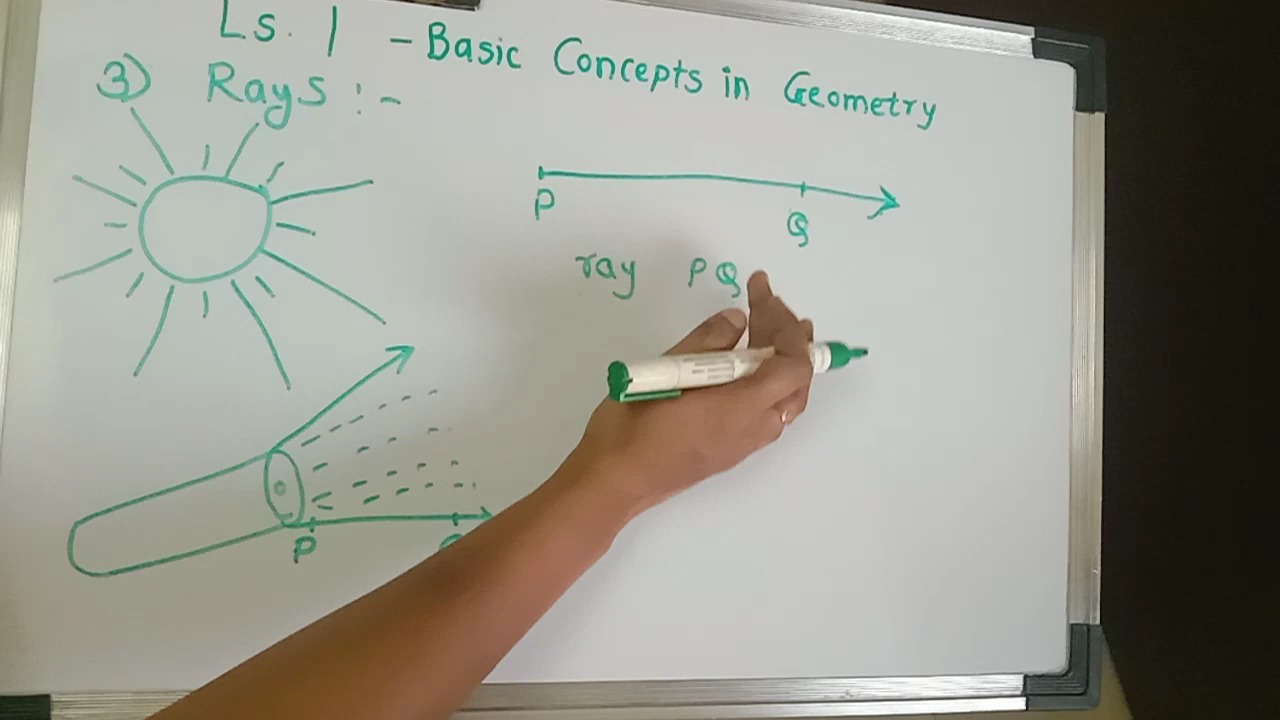 Ls. 1 - Basic Concepts in Geometry
3) Rays :-
P
Q
ray PQ
P